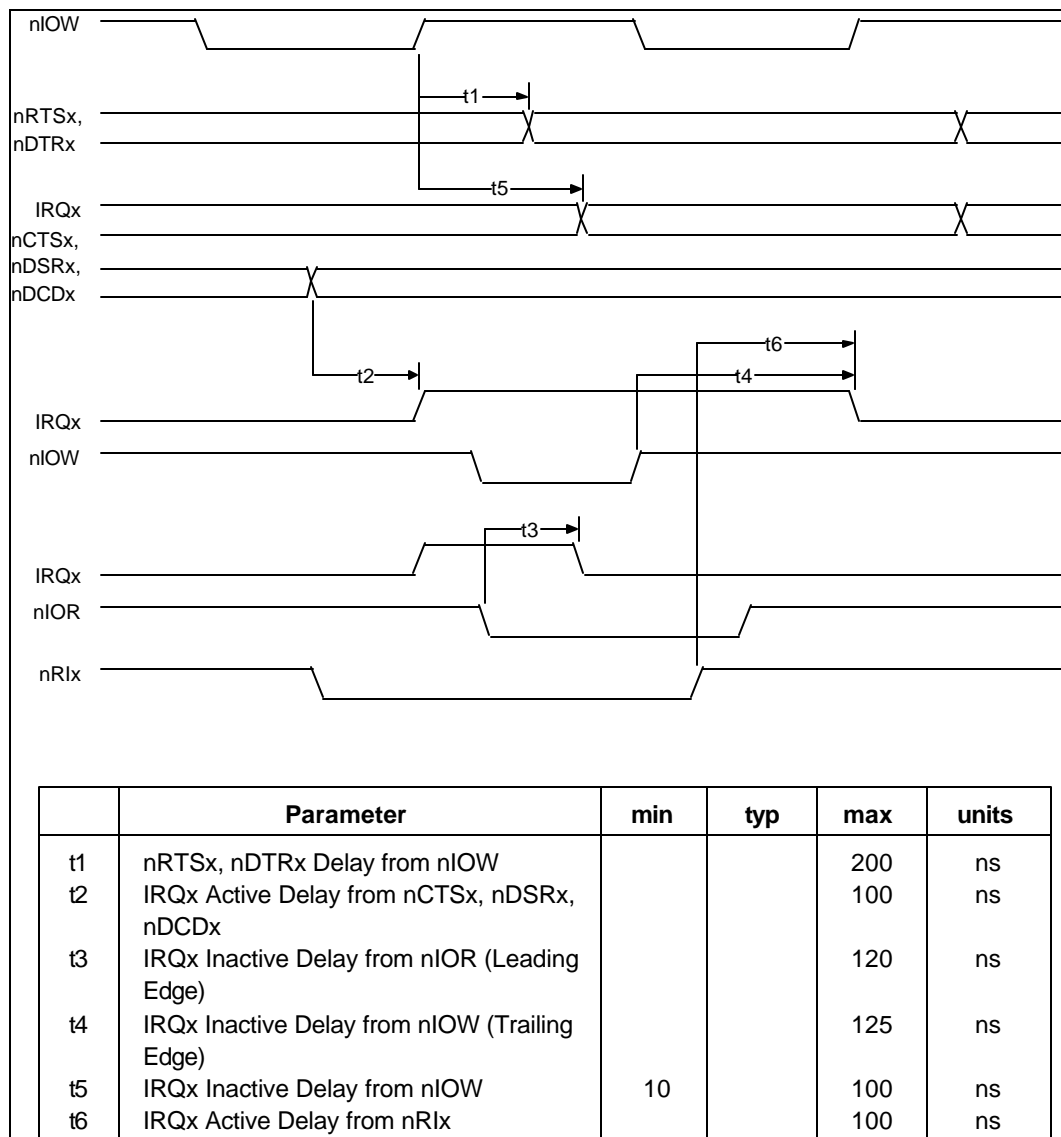 nIOW
t1
nRTSx,
nDTRx
t5
IRQx
nCTSx,
nDSRx,
nDCDx
t6
t2
t4
IRQx
nIOW
t3
IRQx
nIOR
nRIx
Parameter min typ max units
t1 nRTSx, nDTRx Delay from nIOW 200 ns
t2 IRQx Active Delay from nCTSx, nDSRx, 100 ns
nDCDx
t3 IRQx Inactive Delay from nIOR (Leading 120 ns
Edge)
t4 IRQx Inactive Delay from nIOW (Trailing 125 ns
Edge)
t5 IRQx Inactive Delay from nIOW 10 100 ns
t6 IRQx Active Delay from nRIx 100 ns